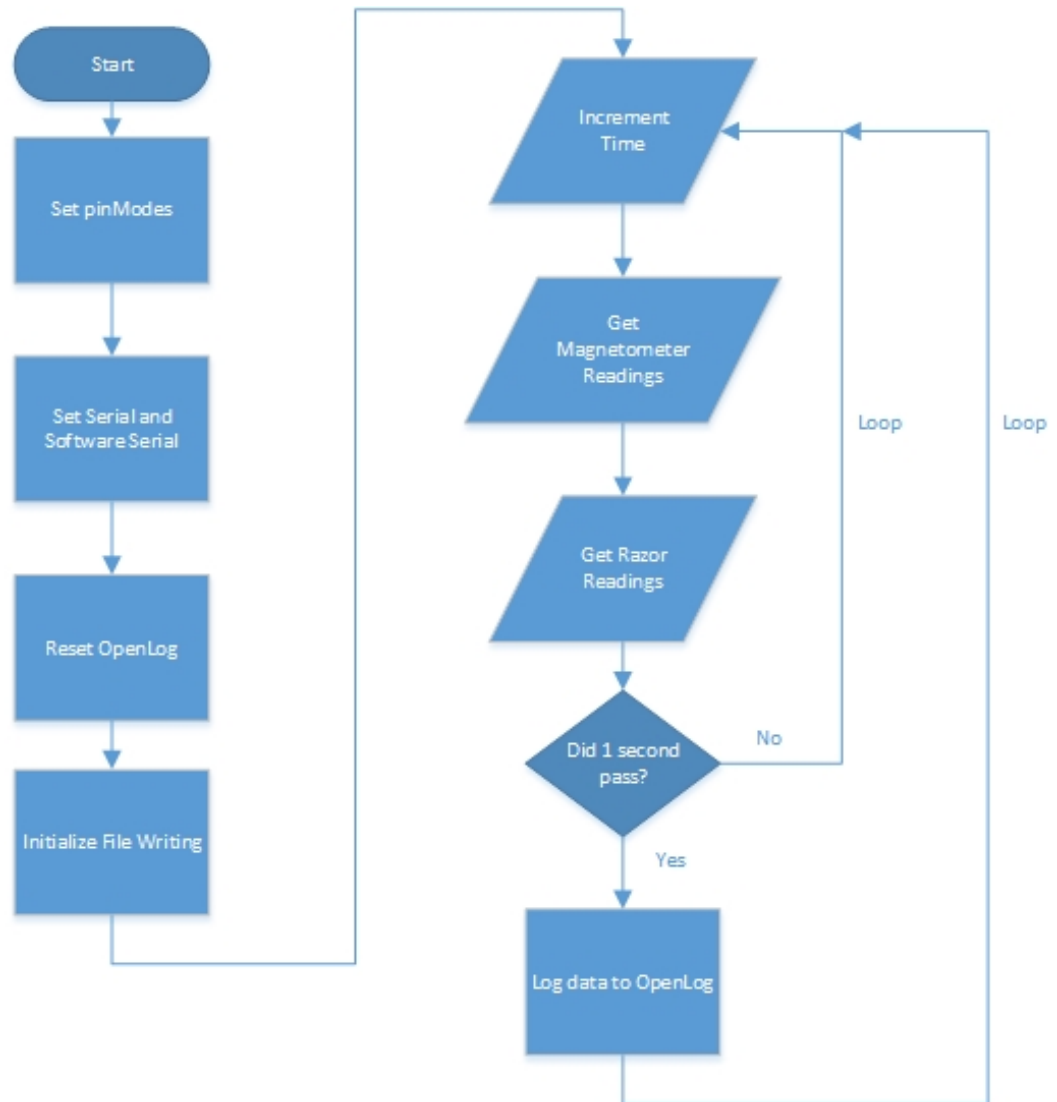 Start
Set pinModes
Set Serial and
Software Serial
Reset OpenLog
Initialize File Writing
Increment
Time
Get
Magnetometer
Readings
Loop
Loop
Get Razor
Readings
Did 1 second
pass?
No
Yes
Log data to OpenLog